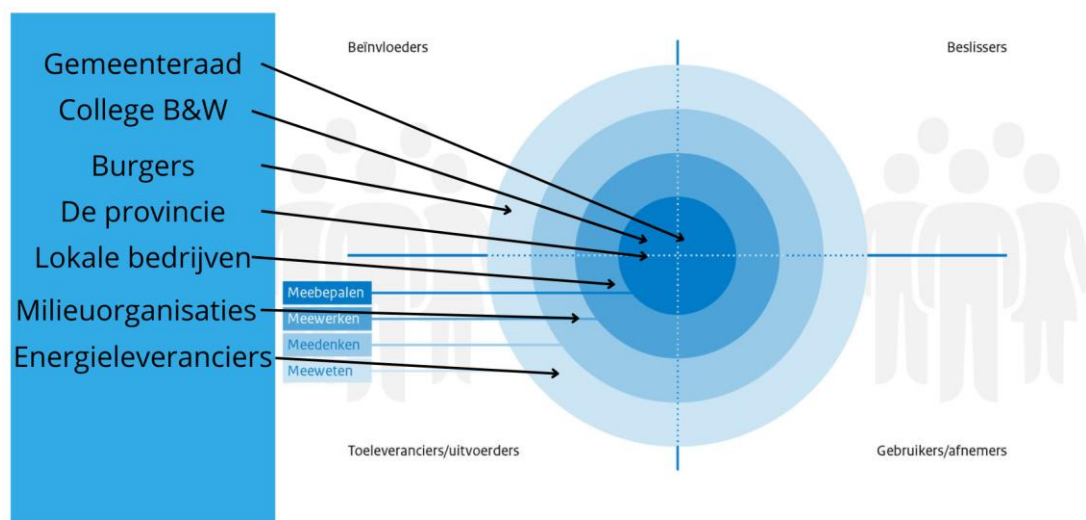 Gemeenteraad
College B&W
Burgers
De provincie
Lokale bedrijven
Milieuorganisaties
Energieleveranciers
Beïnvloeders
Beslissers
Meebepalen
Meewerken
Meedenken
Meeweten
Toeleveranciers/uitvoerders
Gebruikers/afnemers